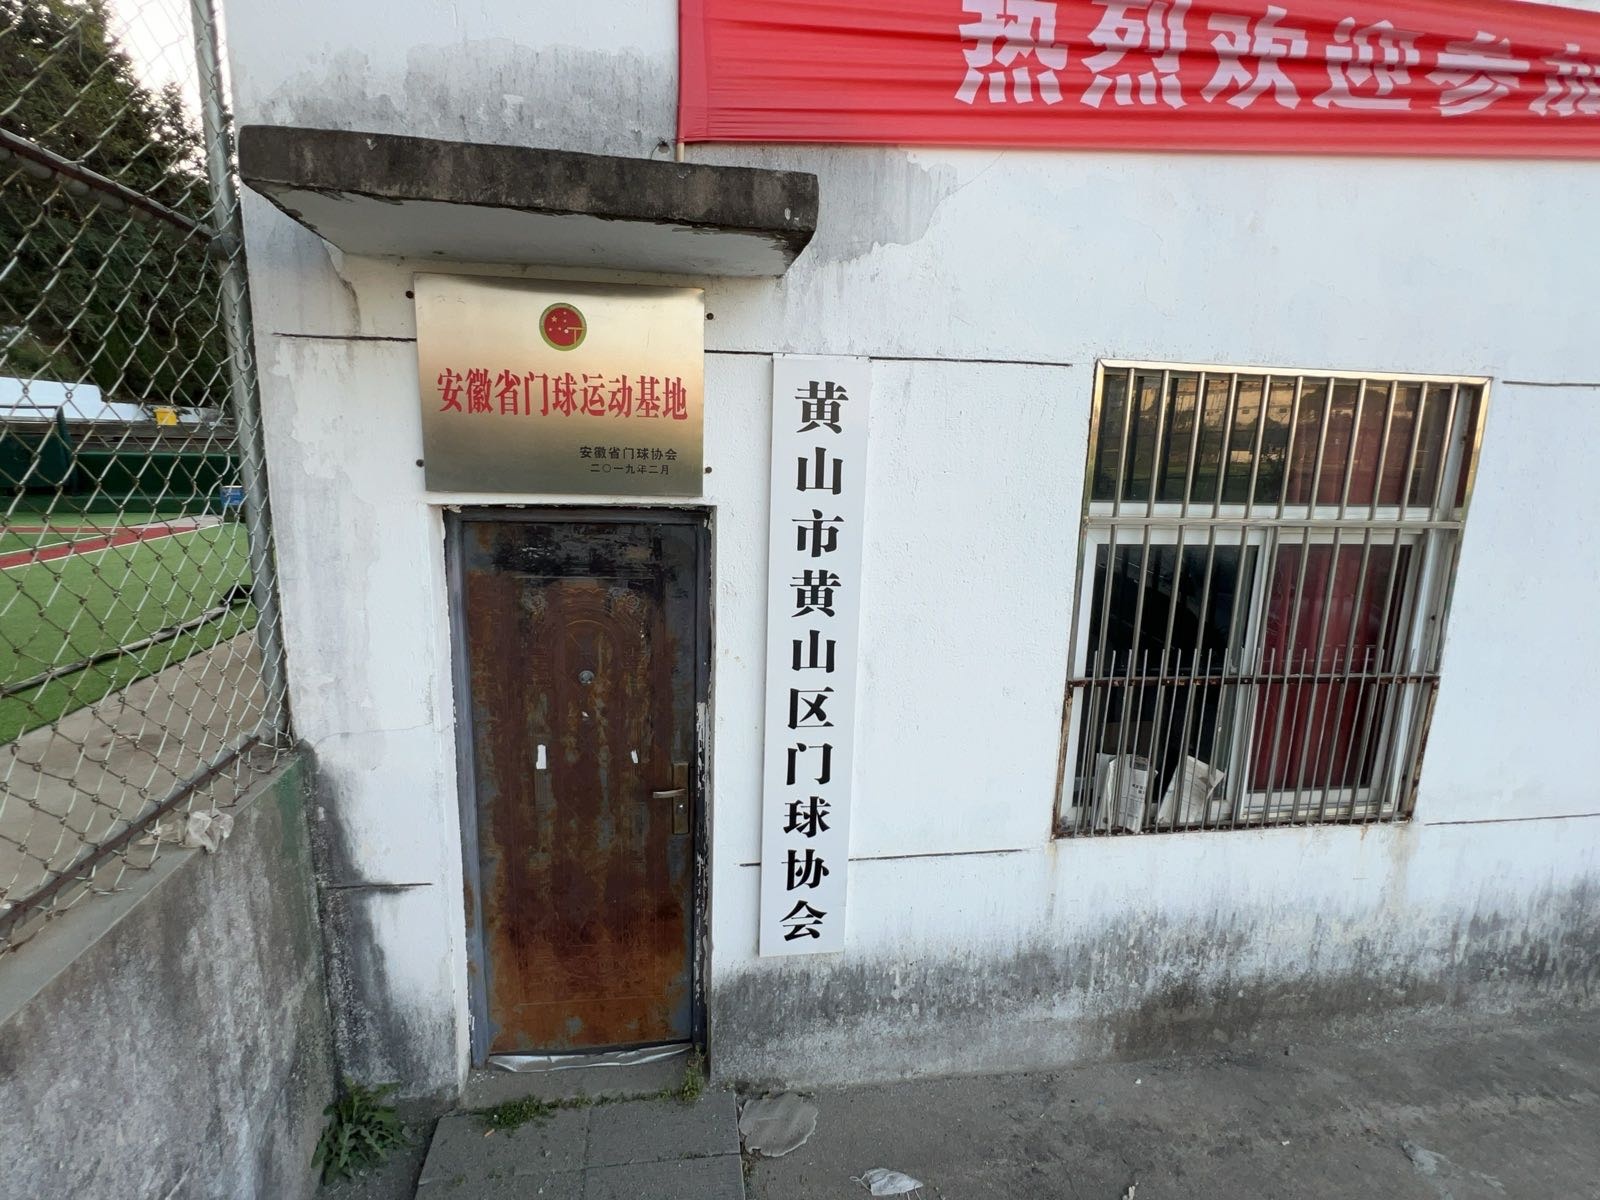 热烈欢迎参加
安徽省门球运动基地
安徽省门球协会
二〇一九年二月
黄山市黄山区门球协会